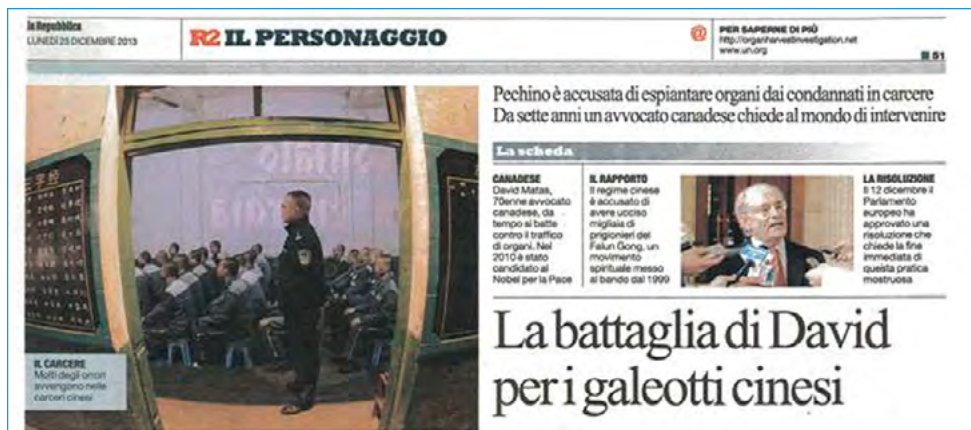 la Repubblica
LUNEDÌ 23 DICEMBRE 2013
R2 IL PERSONAGGIO
@
PER SAPERNE DI PIÙ
http://organharvestinvestigation.net
www.un.org
51
Pechino è accusata di espiantare organi dai condannati in carcere
Da sette anni un avvocato canadese chiede al mondo di intervenire
La scheda
CANADESE
David Matas,
70enne avvocato
canadese, da
tempo si batte
contro il traffico
di organi. Nel
2010 è stato
candidato al
Nobel per la Pace
IL RAPPORTO
Il regime cinese
è accusato di
avere ucciso
migliaia di
prigionieri del
Falun Gong, un
movimento
spirituale messo
al bando dal 1999
LA RISOLUZIONE
Il 12 dicembre il
Parlamento
europeo ha
approvato una
risoluzione che
chiede la fine
immediata di
questa pratica
mostruosa
La battaglia di David
per i galeotti cinesi
IL CARCERE
Molti degli orrori
avvengono nelle
carceri cinesi